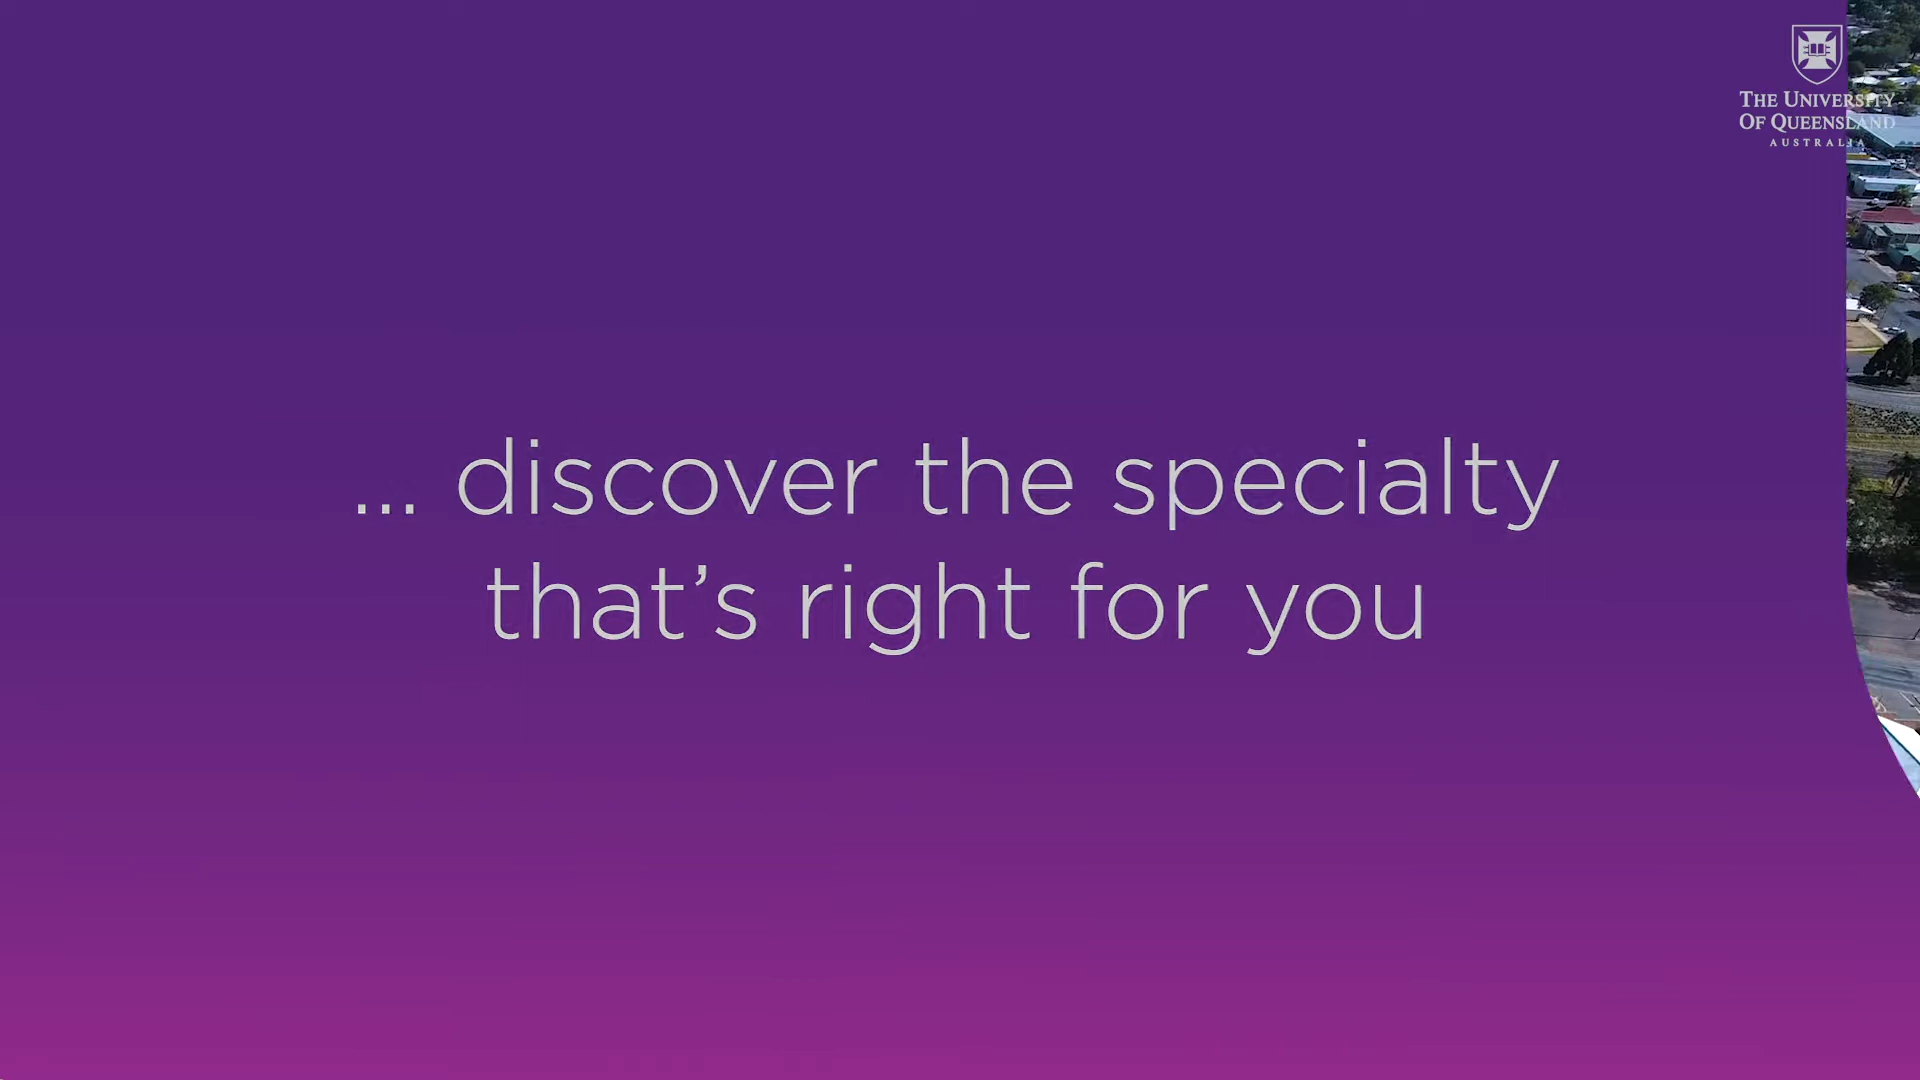 THE UNIVERSITY
OF QUEENSLAND
AUSTRALIA
... discover the specialty
that’s right for you